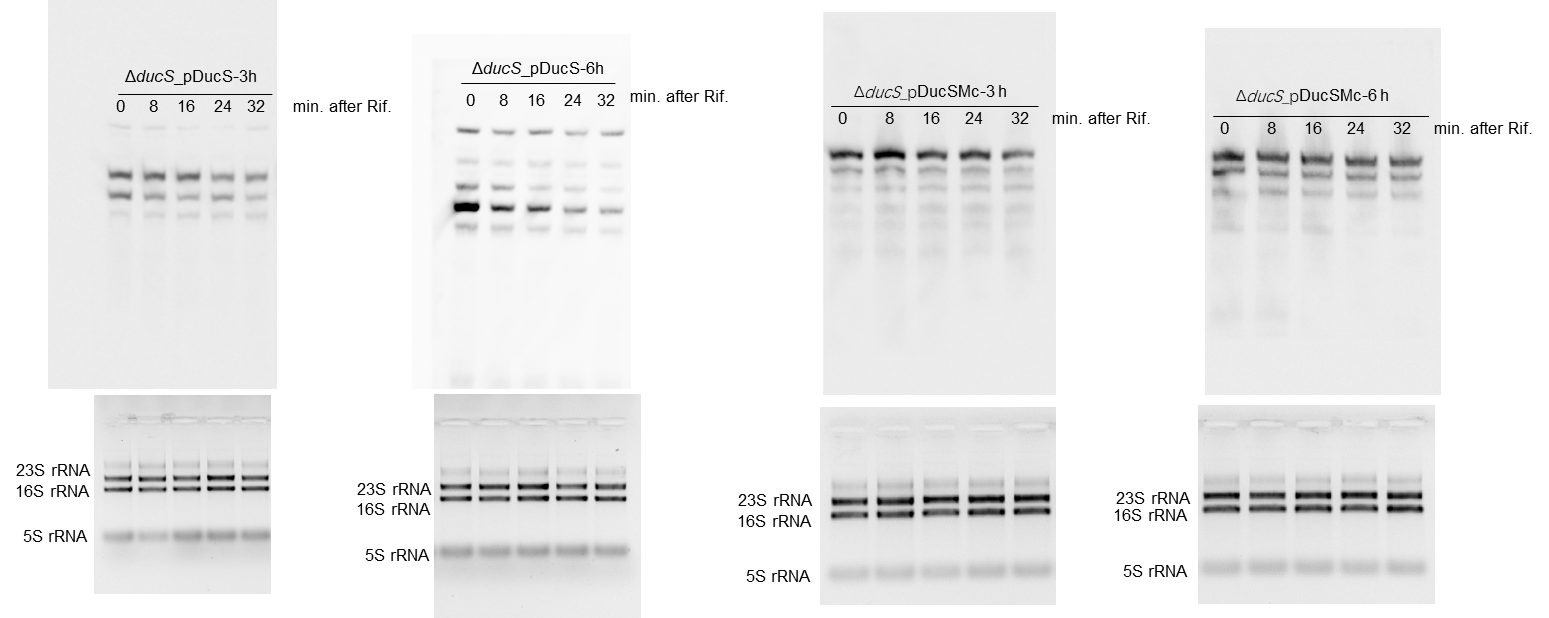 ΔducS_pDucS-3h
0 8 16 24 32 min. after Rif.
23S rRNA
16S rRNA
5S rRNA
ΔducS_pDucS-6h
0 8 16 24 32 min. after Rif.
23S rRNA
16S rRNA
5S rRNA
ΔducS_pDucSMc-3 h
0 8 16 24 32 min. after Rif.
23S rRNA
16S rRNA
5S rRNA
ΔducS_pDucSMc-6 h
0 8 16 24 32 min. after Rif.
23S rRNA
16S rRNA
5S rRNA